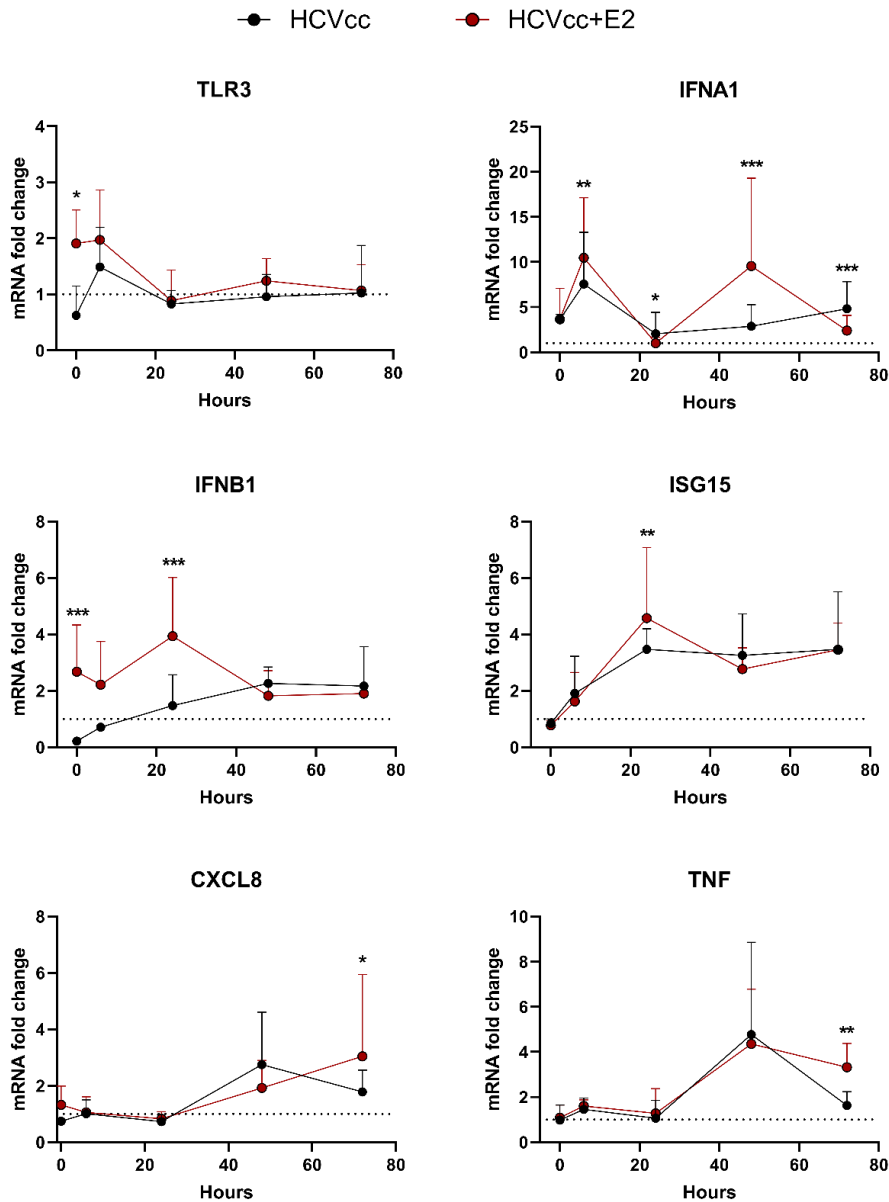 HCVcc HCVcc+E2
TLR3
mRNA fold change
4
3
2
1
0
*
0 20 40 60 80
Hours
IFNA1
mRNA fold change
25
20
15
10
5
0
** * *** ***
0 20 40 60 80
Hours
IFNB1
mRNA fold change
8
6
4
2
0
*** ***
0 20 40 60 80
Hours
ISG15
mRNA fold change
8
6
4
2
0
**
0 20 40 60 80
Hours
CXCL8
mRNA fold change
8
6
4
2
0
*
0 20 40 60 80
Hours
TNF
mRNA fold change
10
8
6
4
2
0
**
0 20 40 60 80
Hours